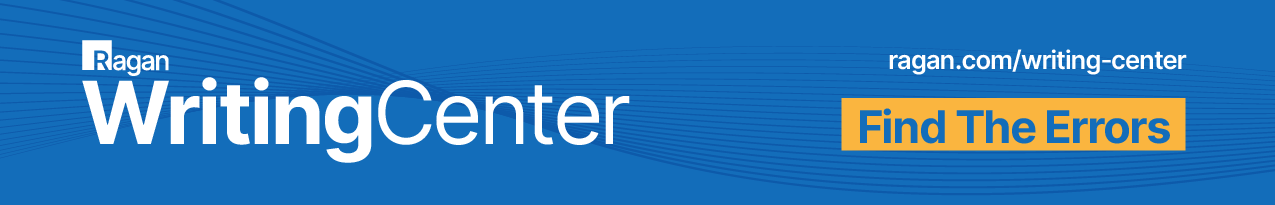 Ragan
WritingCenter
ragan.com/writing-center
Find The Errors